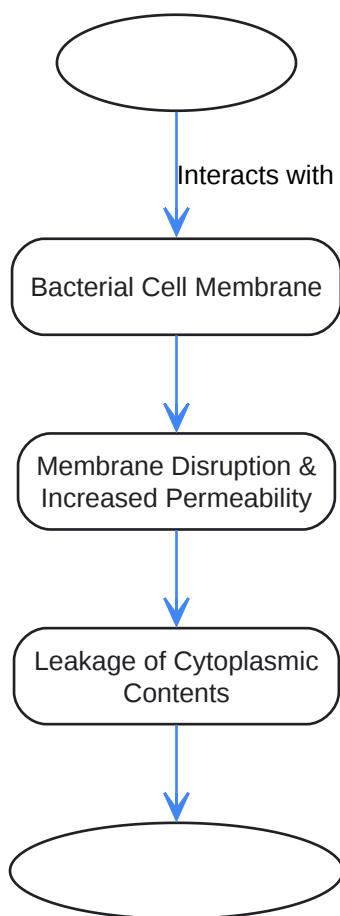 Interacts with
Bacterial Cell Membrane
Membrane Disruption &
Increased Permeability
Leakage of Cytoplasmic
Contents